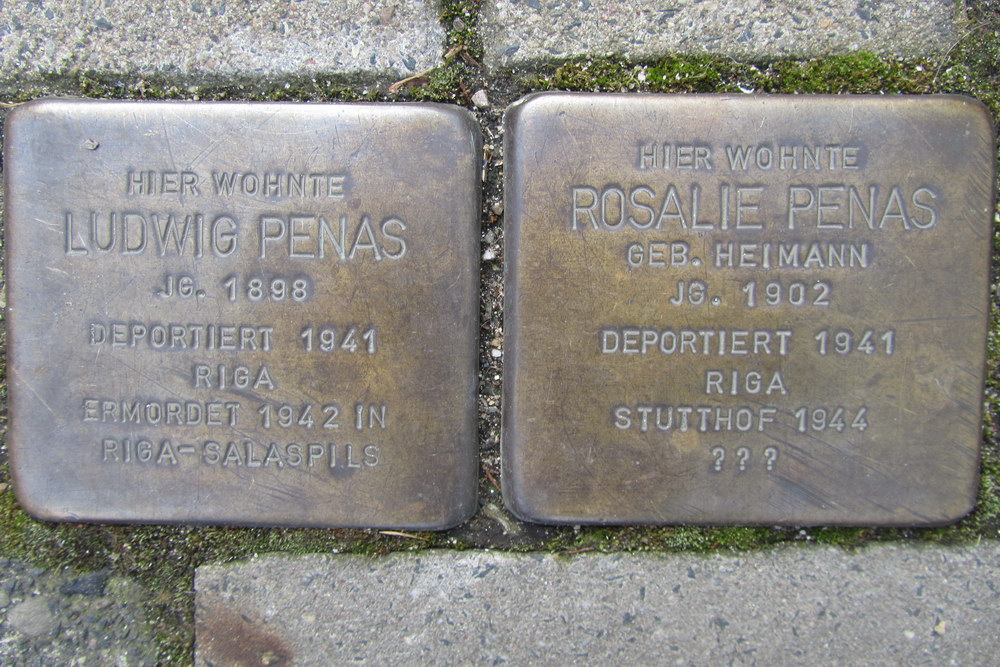 HIER WOHNTE
LUDWIG PENAS
JG. 1898
DEPORTIERT 1941
RIGA
ERMORDET 1942 IN
RIGA-SALASPILS
HIER WOHNTE
ROSALIE PENAS
GEB. HEIMANN
JG. 1902
DEPORTIERT 1941
RIGA
STUTTHOF 1944
???